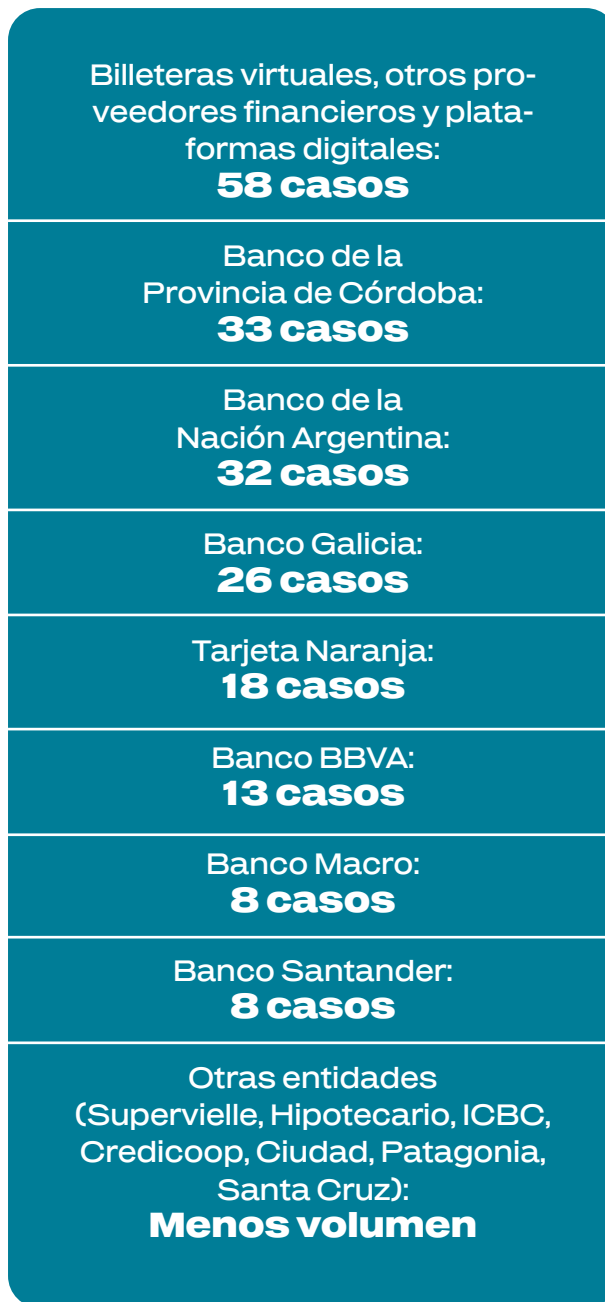 Billeteras virtuales, otros pro-
veedores financieros y plata-
formas digitales:
58 casos
Banco de la
Provincia de Córdoba:
33 casos
Banco de la
Nación Argentina:
32 casos
Banco Galicia:
26 casos
Tarjeta Naranja:
18 casos
Banco BBVA:
13 casos
Banco Macro:
8 casos
Banco Santander:
8 casos
Otras entidades
(Supervielle, Hipotecario, ICBC,
Credicoop, Ciudad, Patagonia,
Santa Cruz):
Menos volumen